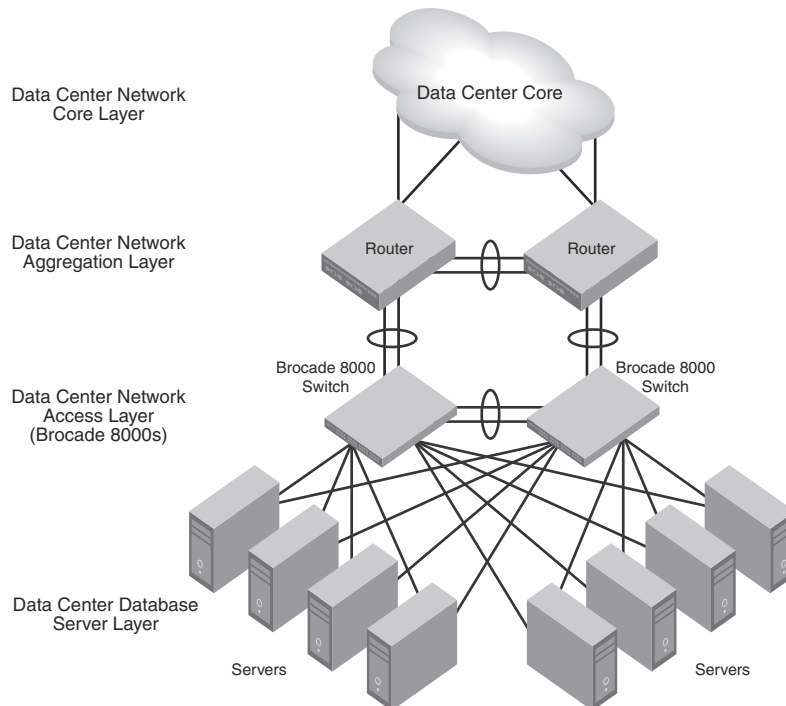 Data Center Core
Data Center Network
Core Layer
Data Center Network
Aggregation Layer
Router
Router
Brocade 8000
Switch
Brocade 8000
Switch
Data Center Network
Access Layer
(Brocade 8000s)
Data Center Database
Server Layer
Servers
Servers